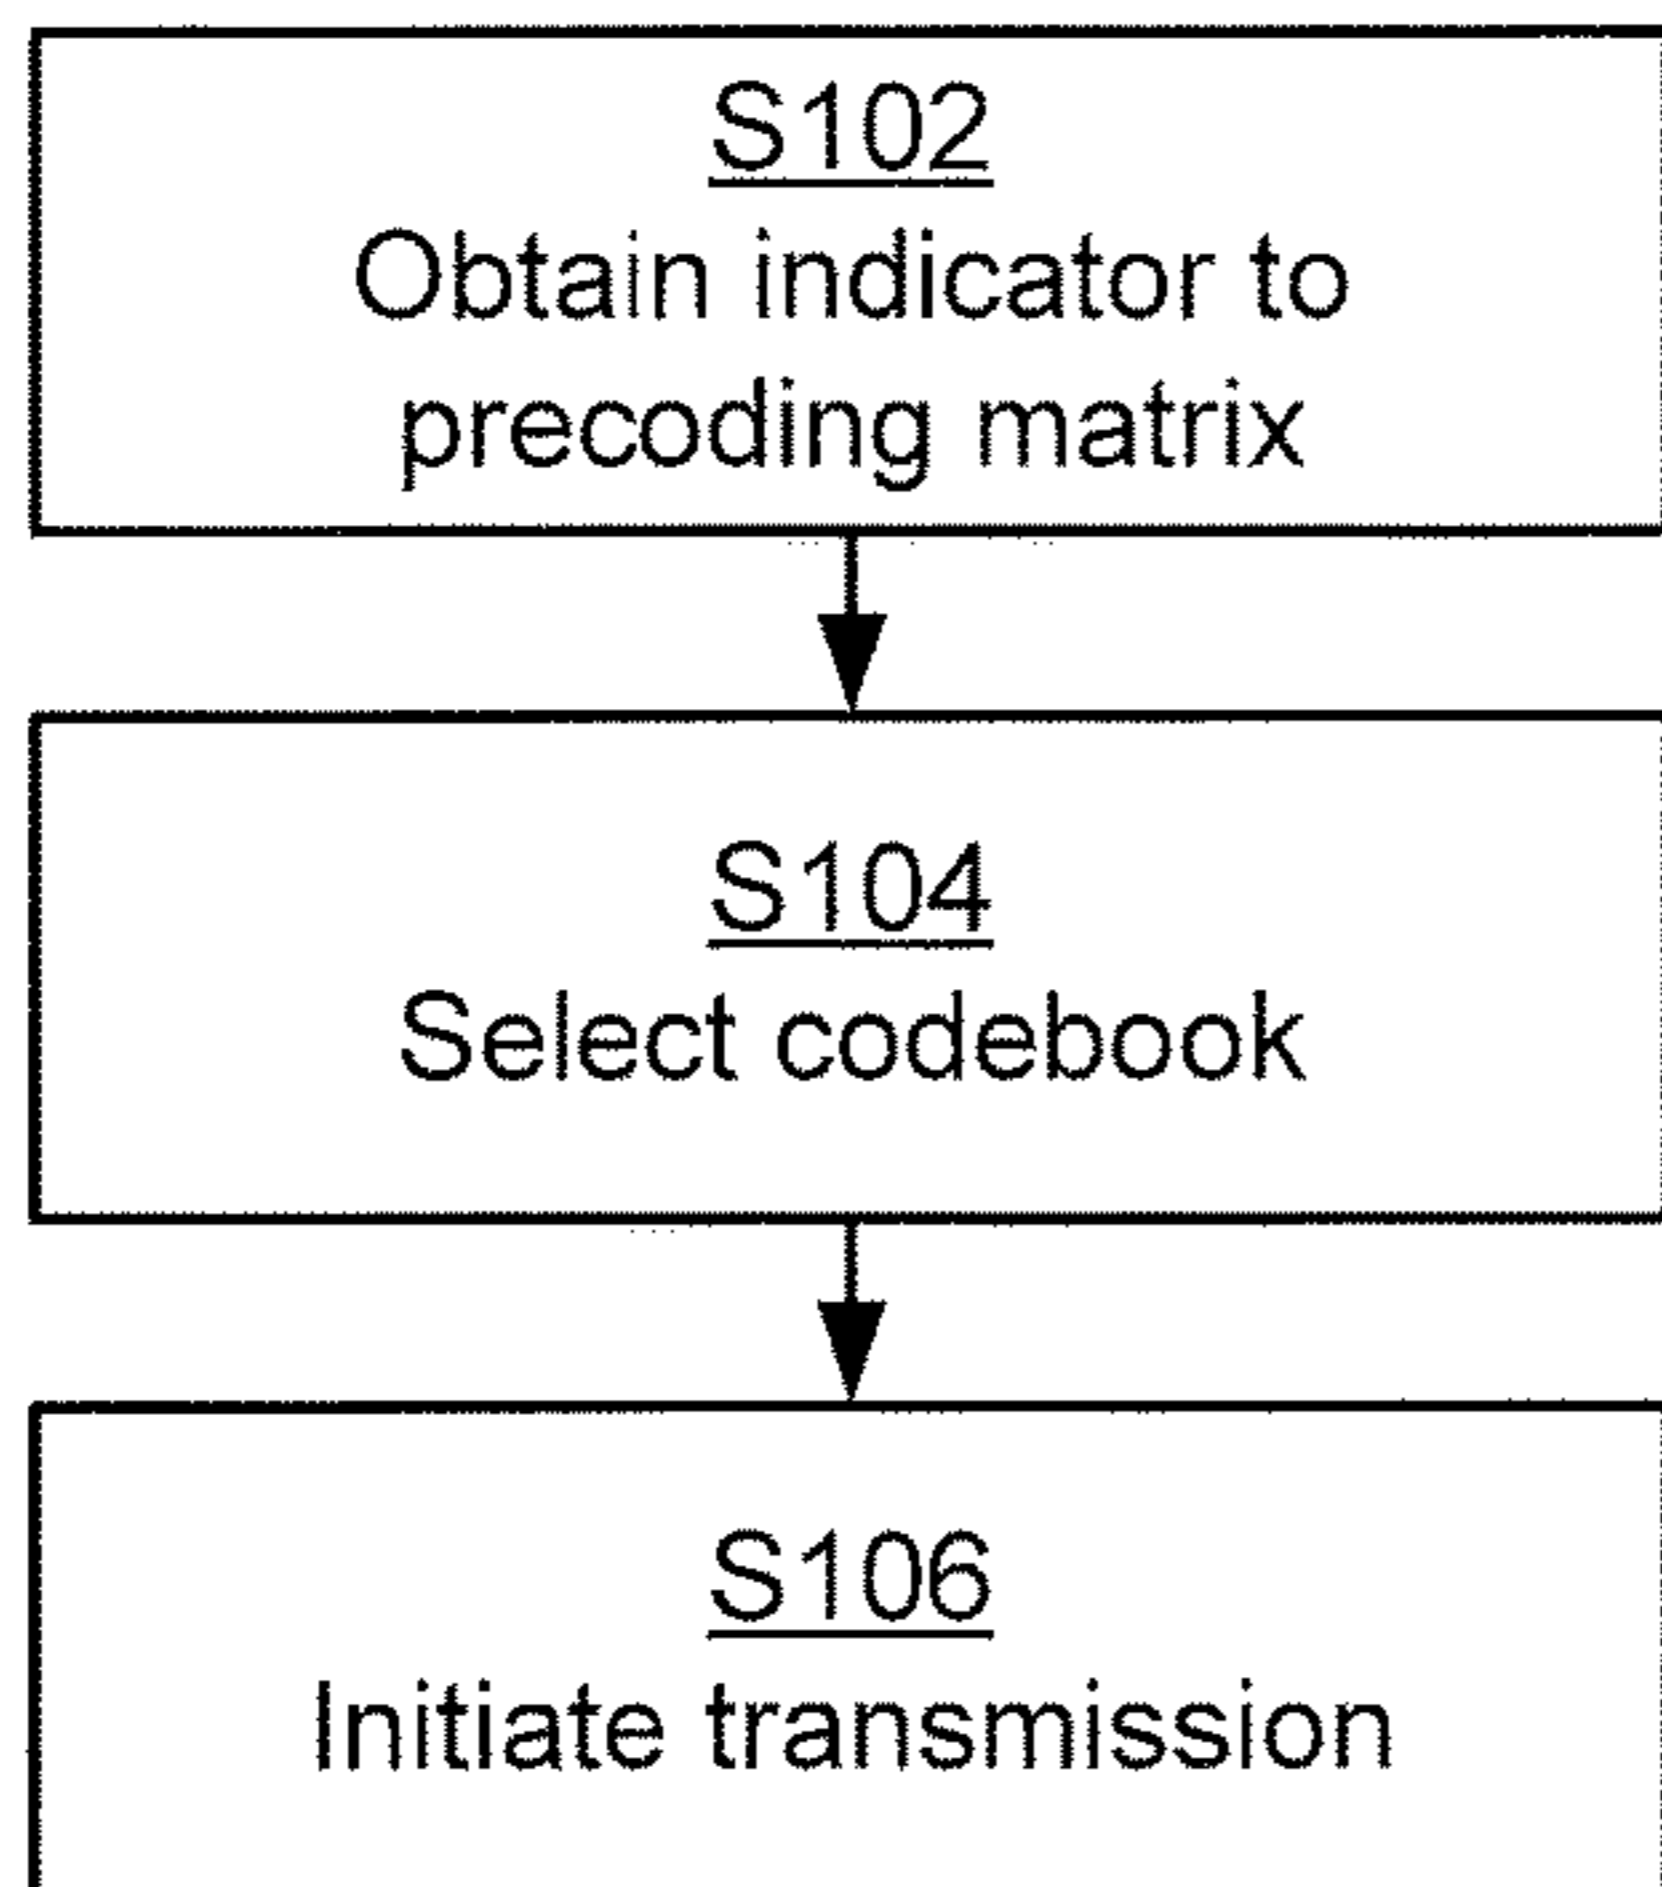 S102
Obtain indicator to
precoding matrix
S104
Select codebook
S106
Initiate transmission